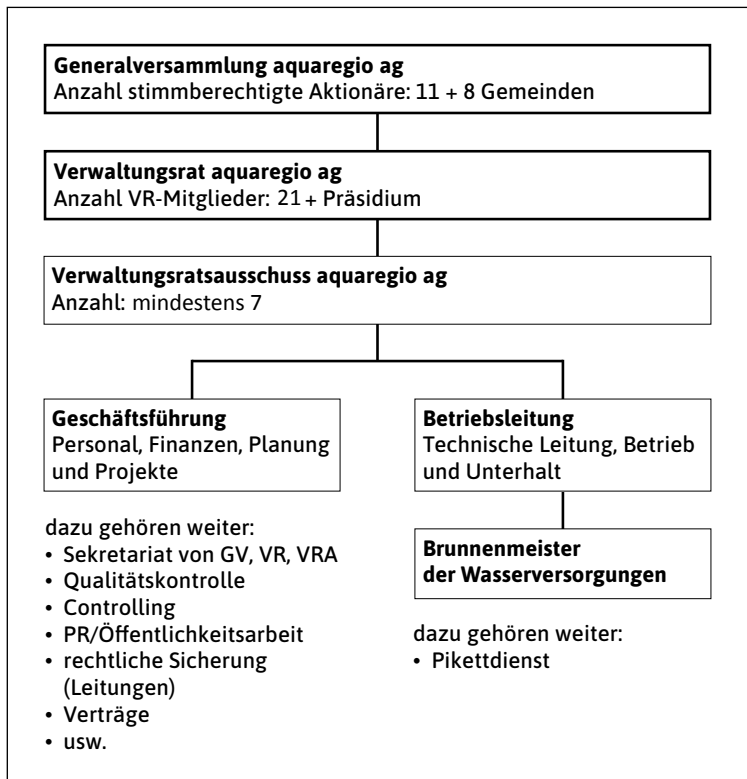 Generalversammlung aquaregio ag
Anzahl stimmberechtigte Aktionäre: 11 + 8 Gemeinden
Verwaltungsrat aquaregio ag
Anzahl VR-Mitglieder: 21 + Präsidium
Verwaltungsratsausschuss aquaregio ag
Anzahl: mindestens 7
Geschäftsführung
Personal, Finanzen, Planung
und Projekte
dazu gehören weiter:
• Sekretariat von GV, VR, VRA
• Qualitätskontrolle
• Controlling
• PR/Öffentlichkeitsarbeit
• rechtliche Sicherung
(Leitungen)
• Verträge
• usw.
Betriebsleitung
Technische Leitung, Betrieb
und Unterhalt
Brunnenmeister
der Wasserversorgungen
dazu gehören weiter:
• Pikettdienst